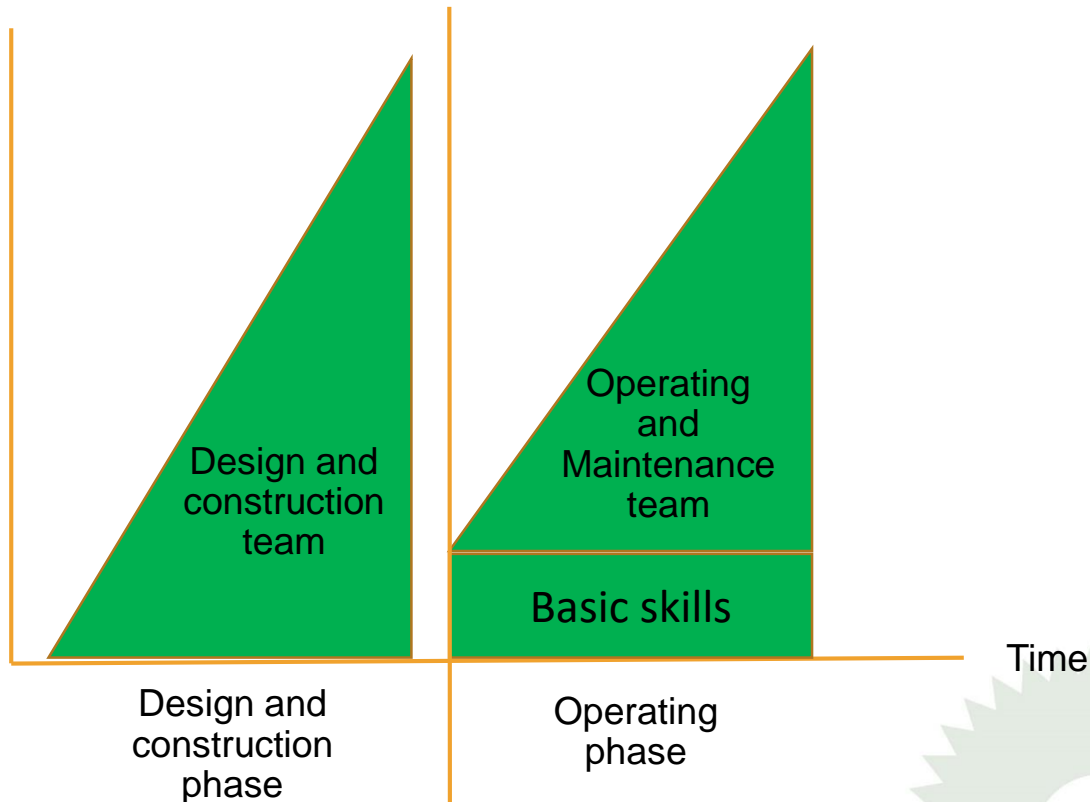 Design and
construction
team
Operating
and
Maintenance
team
Basic skills
Time
Design and
construction
phase
Operating
phase